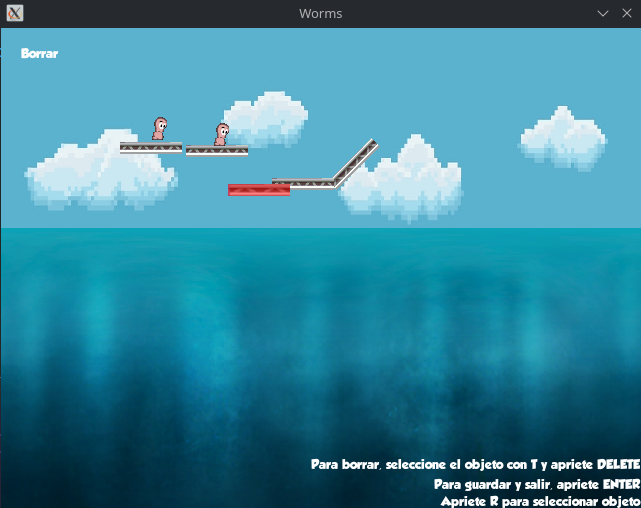 Worms
Borrar
Para borrar, seleccione el objeto con T y apriete DELETE
Para guardar y salir, apriete ENTER
Apriete R para seleccionar objeto